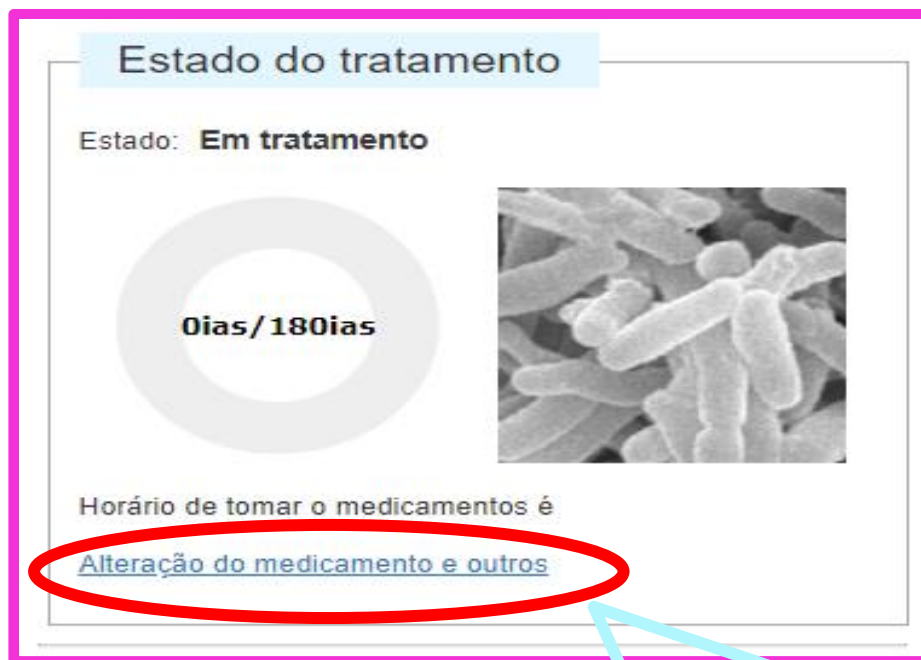 Estado do tratamento
Estado: Em tratamento
0ias/180ias
Horário de tomar o medicamentos é
Alteração do medicamento e outros